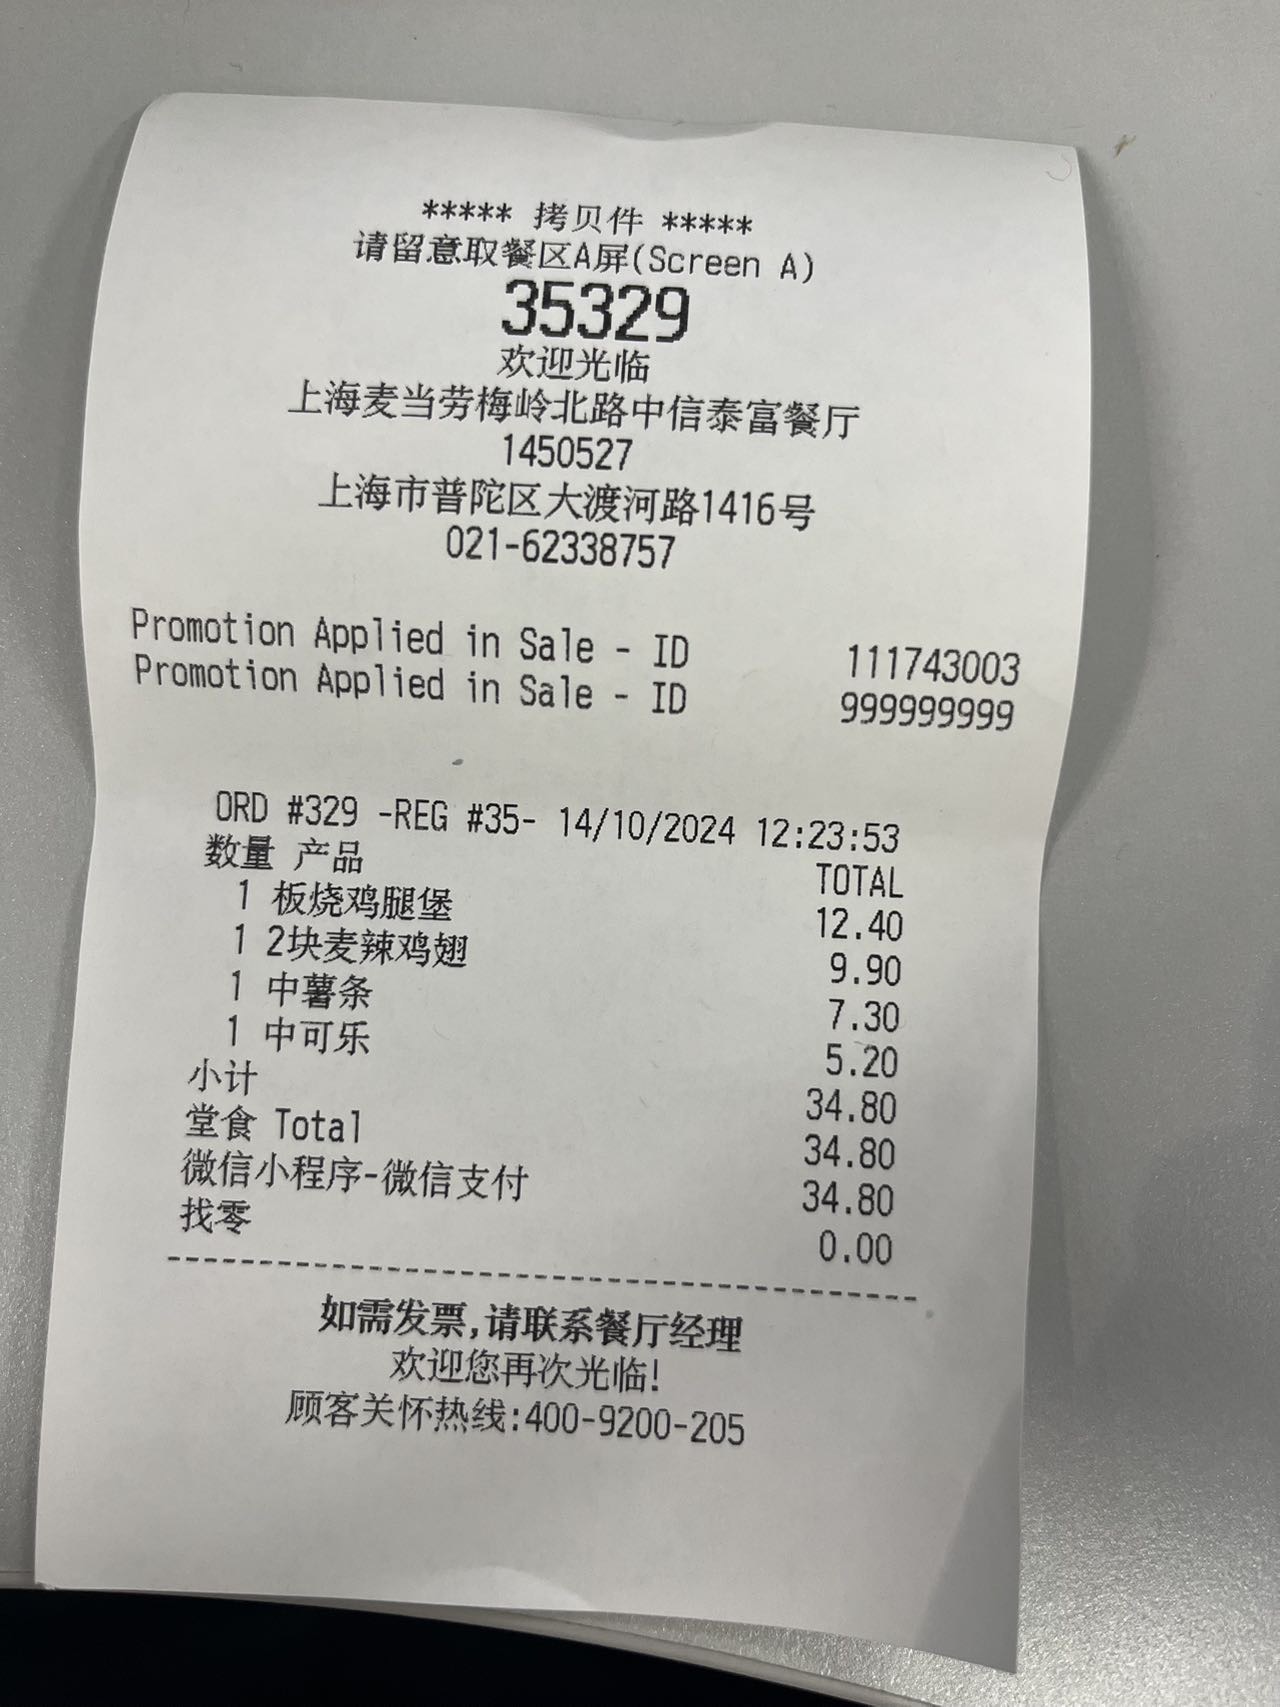 ***** 拷贝件 *****
请留意取餐区A屏(Screen A)
35329
欢迎光临
上海麦当劳梅岭北路中信泰富餐厅
1450527
上海市普陀区大渡河路1416号
021-62338757
Promotion Applied in Sale - ID 111743003
Promotion Applied in Sale - ID 999999999
ORD #329 -REG #35- 14/10/2024 12:23:53
数量 产品 TOTAL
1 板烧鸡腿堡 12.40
1 2块麦辣鸡翅 9.90
1 中薯条 7.30
1 中可乐 5.20
小计 34.80
堂食 Total 34.80
微信小程序-微信支付 34.80
找零 0.00
--------------------------------------------
如需发票,请联系餐厅经理
欢迎您再次光临!
顾客关怀热线:400-9200-205